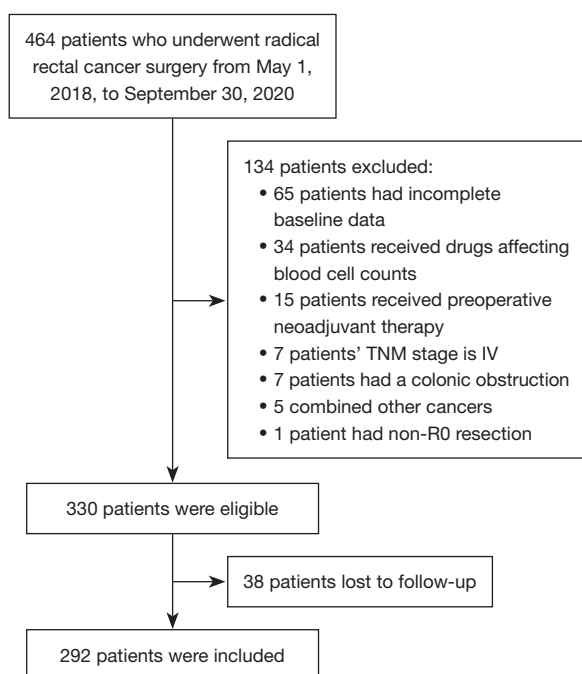 464 patients who underwent radical
rectal cancer surgery from May 1,
2018, to September 30, 2020
134 patients excluded:
• 65 patients had incomplete
baseline data
• 34 patients received drugs affecting
blood cell counts
• 15 patients received preoperative
neoadjuvant therapy
• 7 patients’ TNM stage is IV
• 7 patients had a colonic obstruction
• 5 combined other cancers
• 1 patient had non-R0 resection
330 patients were eligible
38 patients lost to follow-up
292 patients were included